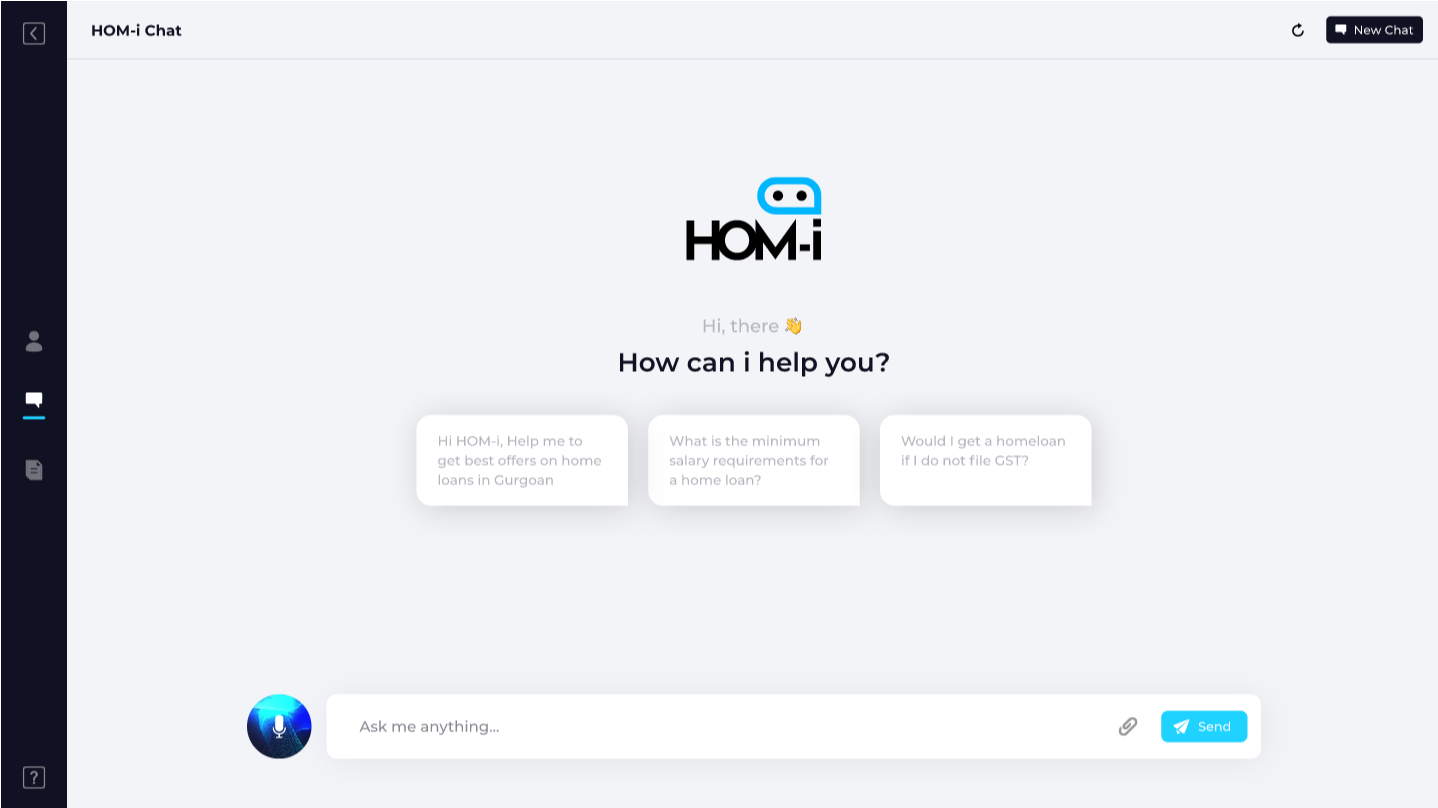 HOM-i Chat
New Chat
HOM-i
Hi, there 👋
How can i help you?
Hi HOM-i, Help me to
get best offers on home
loans in Gurgoan
What is the minimum
salary requirements for
a home loan?
Would I get a homeloan
if I do not file GST?
Ask me anything...
Send
?